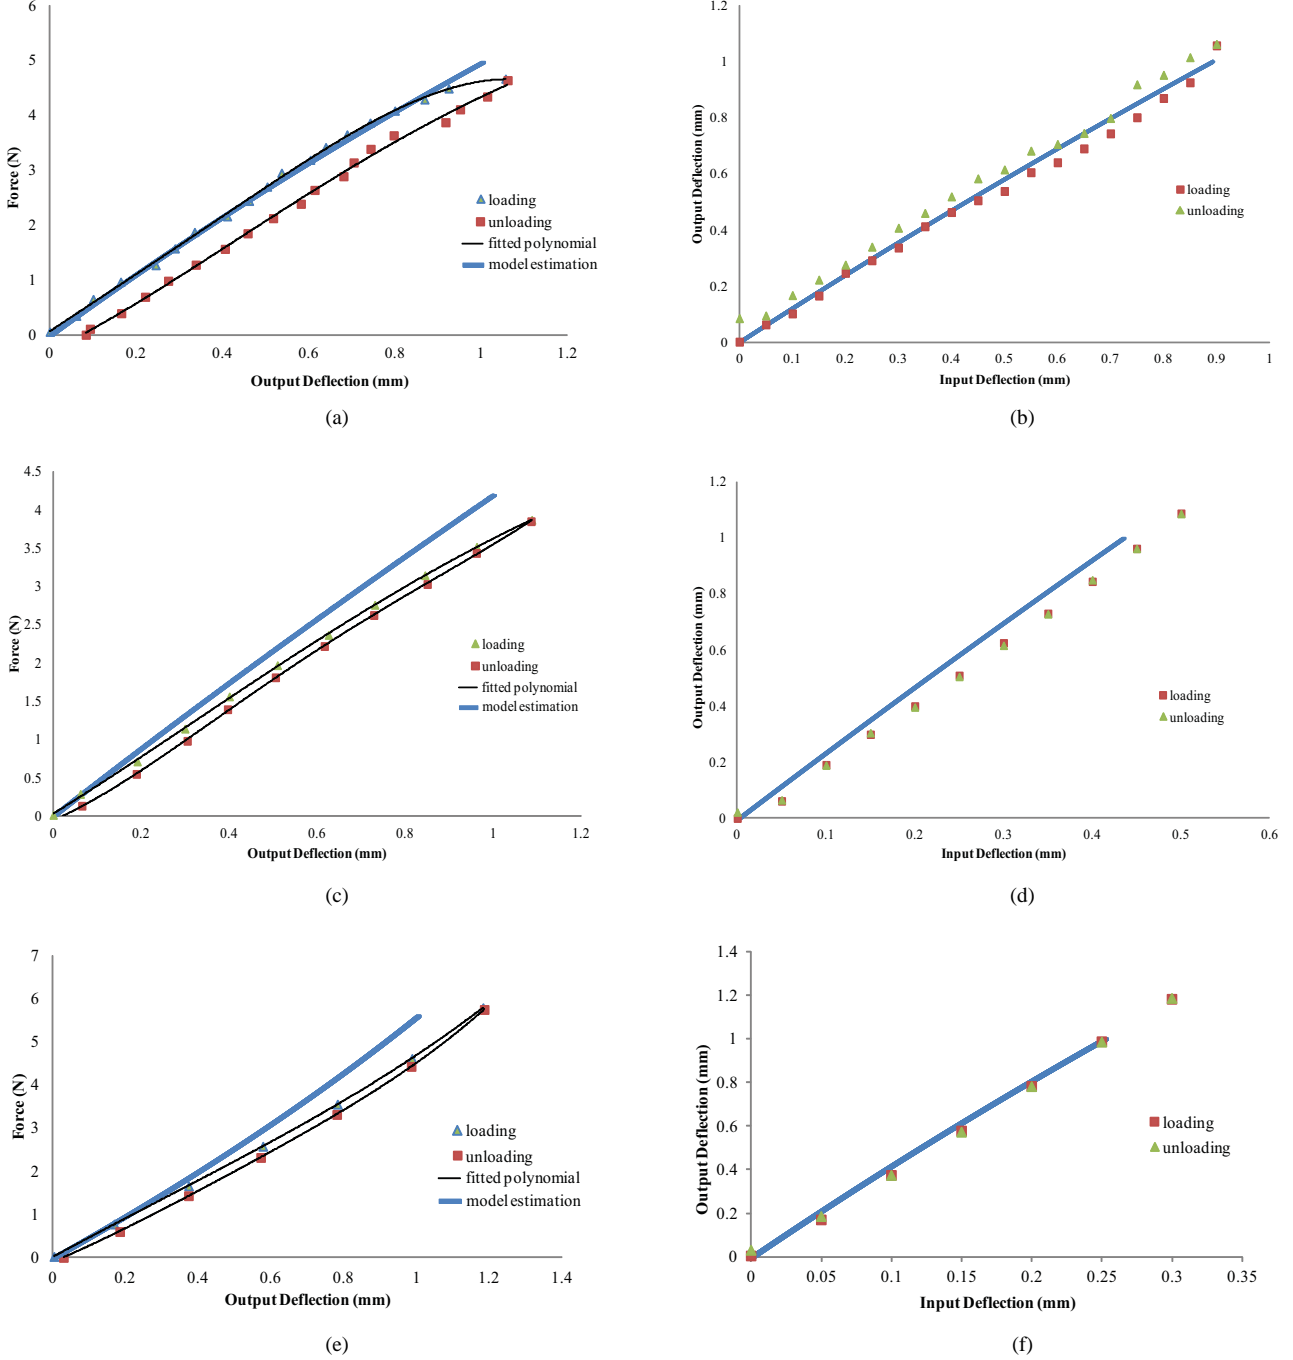 6
5
4
3
2
1
0
0
0.2
0.4
0.6
0.8
1
1.2
Force (N)
Output Deflection (mm)
loading
unloading
fitted polynomial
model estimation
(a)
1.2
1
0.8
0.6
0.4
0.2
0
0
0.1
0.2
0.3
0.4
0.5
0.6
0.7
0.8
0.9
1
Output Deflection (mm)
Input Deflection (mm)
loading
unloading
(b)
4.5
4
3.5
3
2.5
2
1.5
1
0.5
0
0
0.2
0.4
0.6
0.8
1
1.2
Force (N)
Output Deflection (mm)
loading
unloading
fitted polynomial
model estimation
(c)
1.2
1
0.8
0.6
0.4
0.2
0
0
0.1
0.2
0.3
0.4
0.5
0.6
Output Deflection (mm)
Input Deflection (mm)
loading
unloading
(d)
7
6
5
4
3
2
1
0
0
0.2
0.4
0.6
0.8
1
1.2
1.4
Force (N)
Output Deflection (mm)
loading
unloading
fitted polynomial
model estimation
(e)
1.4
1.2
1
0.8
0.6
0.4
0.2
0
0
0.05
0.1
0.15
0.2
0.25
0.3
0.35
Output Deflection (mm)
Input Deflection (mm)
loading
unloading
(f)